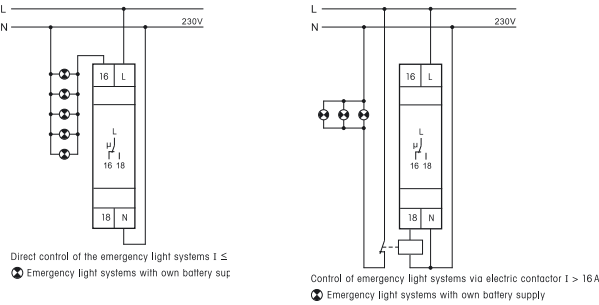 L
N
230V
16 L
L
µ
16 18
18 N
Direct control of the emergency light systems I ≤
Emergency light systems with own battery
L
N
230V
16 L
L
µ
16 18
18 N
Control of emergency light systems via electric contactor I > 16 A
Emergency light systems with own battery supply